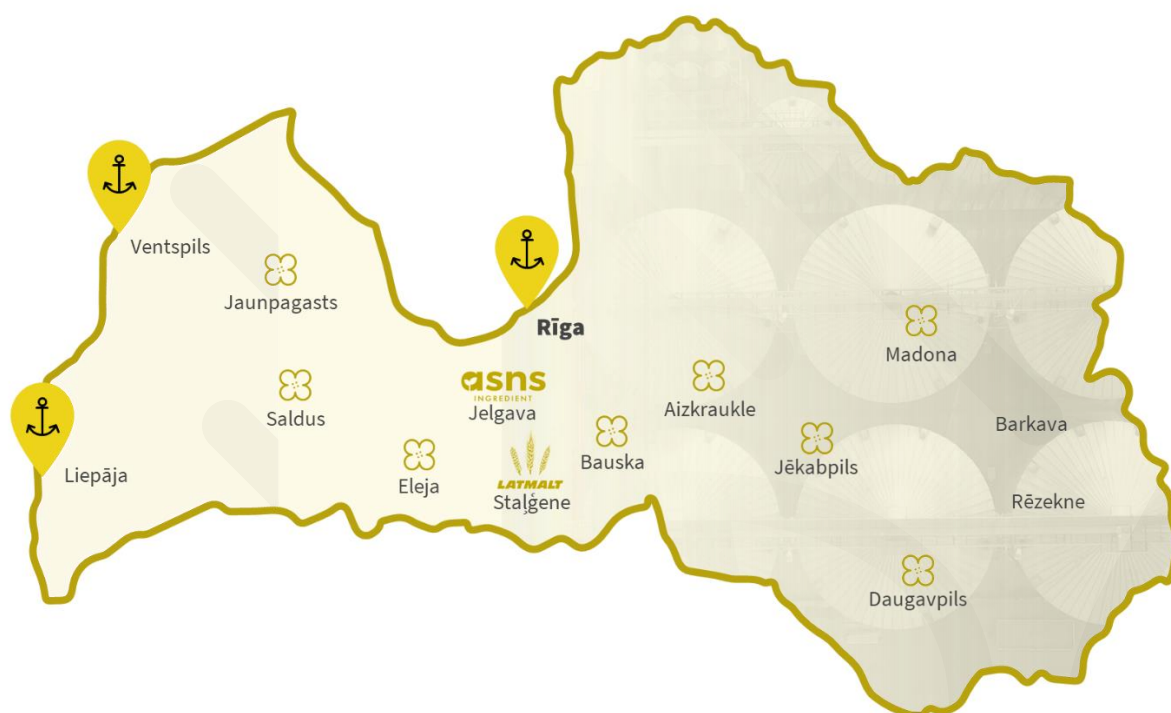 Ventspils
Jaunpagasts
Rīga
Madona
asns
INGREDIENT
Jelgava
Saldus
Aizkraukle
Barkava
Bauska
Jēkabpils
Liepāja
Eleja
LATMALT
Staļģene
Rēzekne
Daugavpils